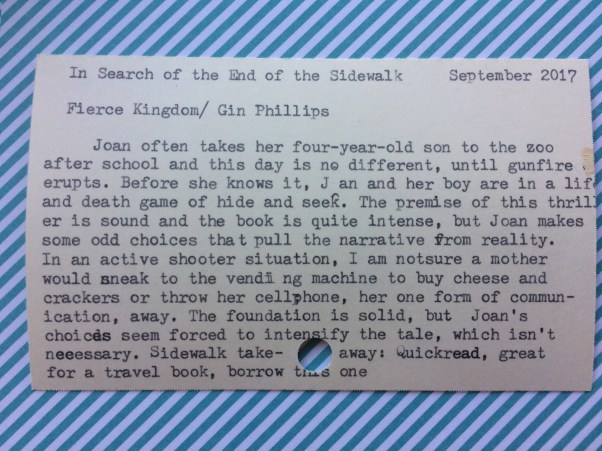 In Search of the End of the Sidewalk September 2017
Fierce Kingdom/ Gin Phillips
Joan often takes her four-year-old son to the zoo
after school and this day is no different, until gunfire
erupts. Before she knows it, J an and her boy are in a lif
and death game of hide and seek. The premise of this thrill
er is sound and the book is quite intense, but Joan makes
some odd choices that pull the narrative from reality.
In an active shooter situation, I am notsure a mother
would sneak to the vendi ng machine to buy cheese and
crackers or throw her cellphone, her one form of commun-
ication, away. The foundation is solid, but Joan's
choices seem forced to intensify the tale, which isn't
neeessary. Sidewalk take- away: Quickread, great
for a travel book, borrow this one